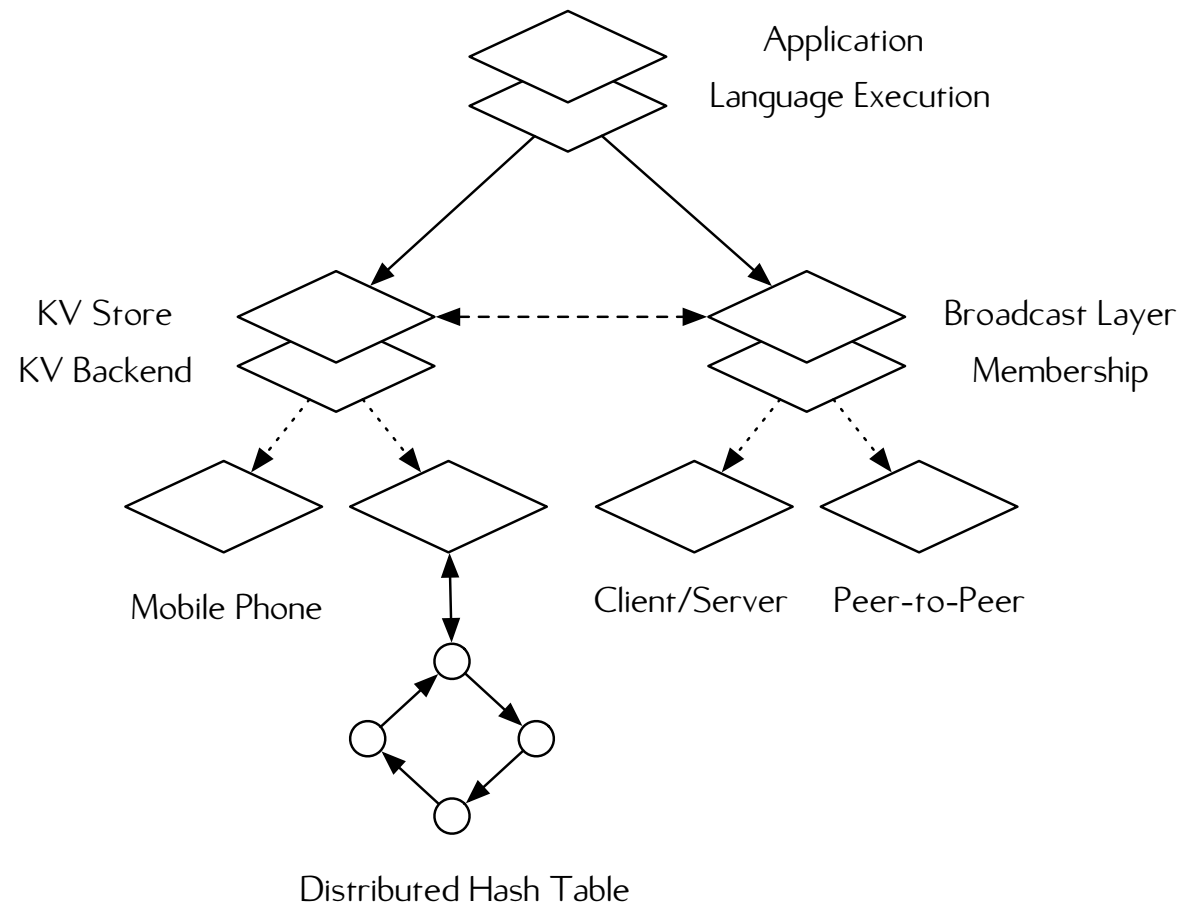 Application
Language Execution
KV Store
KV Backend
Broadcast Layer
Membership
Mobile Phone
Client/Server
Peer-to-Peer
Distributed Hash Table